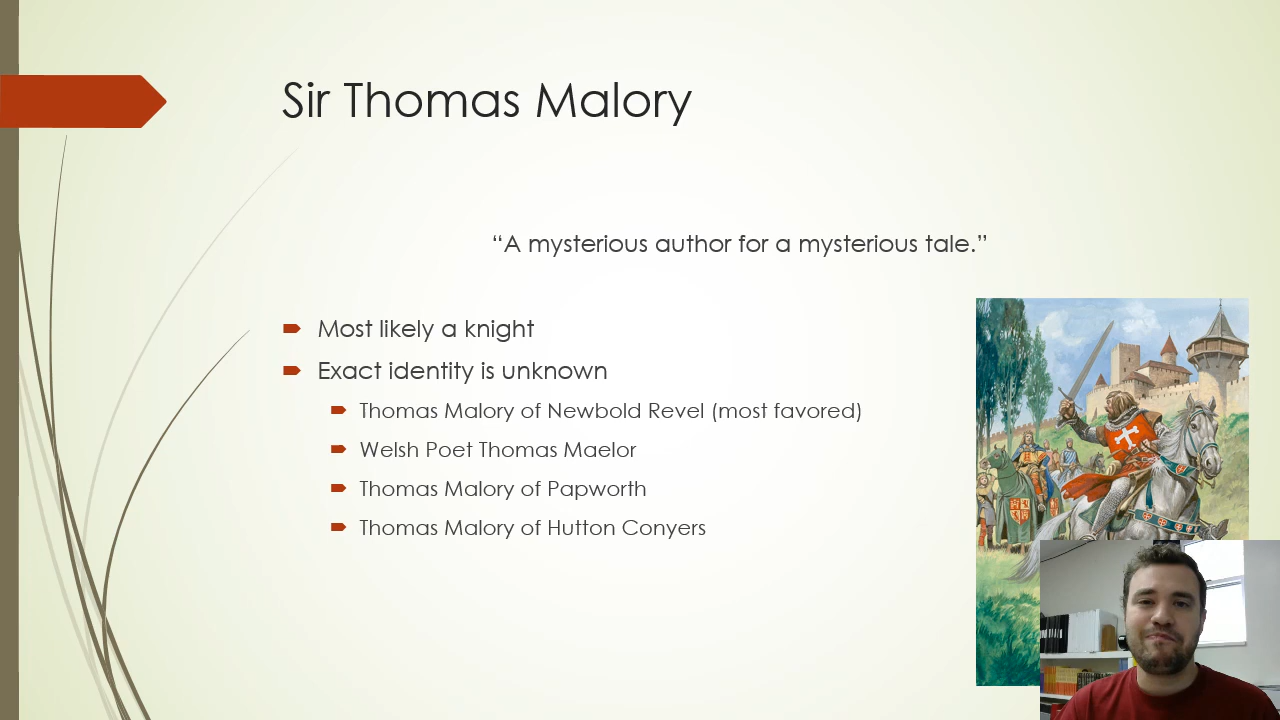 Sir Thomas Malory
“A mysterious author for a mysterious tale.”
Most likely a knight
Exact identity is unknown
Thomas Malory of Newbold Revel (most favored)
Welsh Poet Thomas Maelor
Thomas Malory of Papworth
Thomas Malory of Hutton Conyers